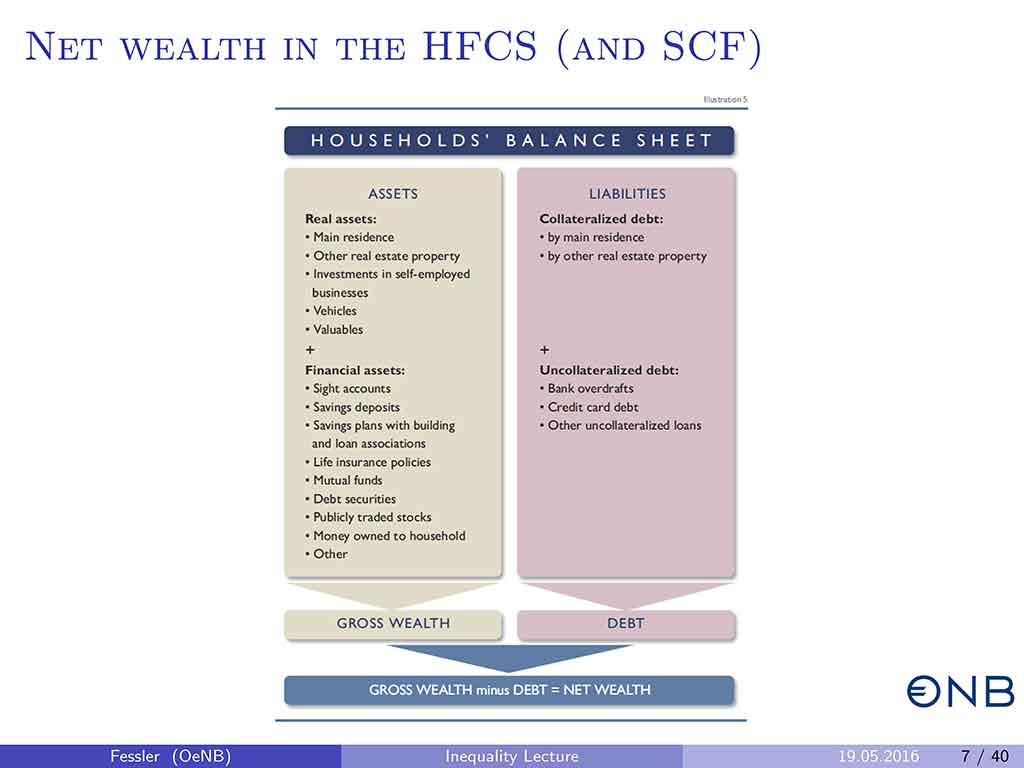 NET WEALTH IN THE HFCS (AND SCF)
Illustration 5
HOUSEHOLDS' BALANCE SHEET
ASSETS
Real assets:
• Main residence
• Other real estate property
• Investments in self-employed
businesses
• Vehicles
• Valuables
+
Financial assets:
• Sight accounts
• Savings deposits
• Savings plans with building
and loan associations
• Life insurance policies
• Mutual funds
• Debt securities
• Publicly traded stocks
• Money owned to household
• Other
LIABILITIES
Collateralized debt:
• by main residence
• by other real estate property
+
Uncollateralized debt:
• Bank overdrafts
• Credit card debt
• Other uncollateralized loans
GROSS WEALTH
DEBT
GROSS WEALTH minus DEBT = NET WEALTH
€NB
Fessler (OeNB)
Inequality Lecture
19.05.2016
7 / 40